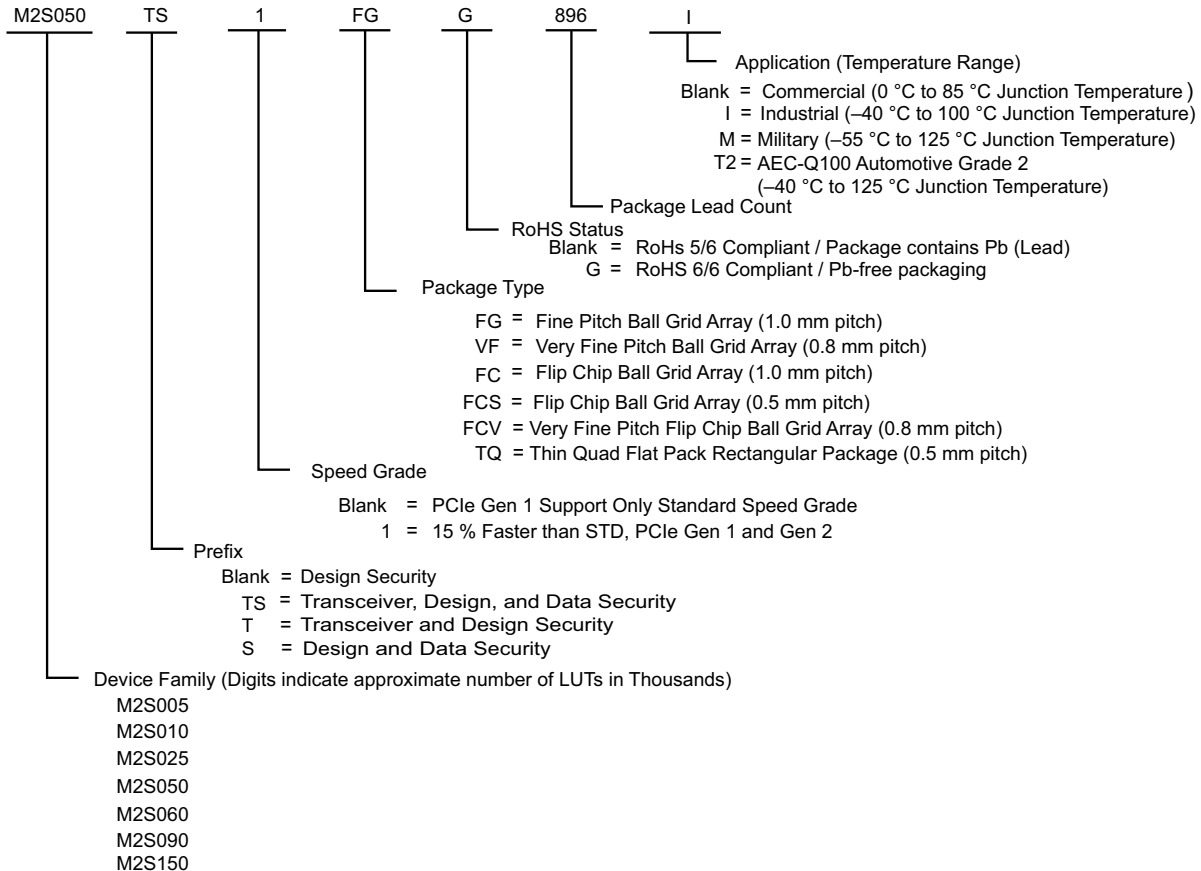 M2S050 TS 1 FG G 896 I
Application (Temperature Range)
Blank = Commercial (0 °C to 85 °C Junction Temperature )
I = Industrial (–40 °C to 100 °C Junction Temperature)
M = Military (–55 °C to 125 °C Junction Temperature)
T2 = AEC-Q100 Automotive Grade 2
(–40 °C to 125 °C Junction Temperature)
Package Lead Count
RoHS Status
Blank = RoHs 5/6 Compliant / Package contains Pb (Lead)
G = RoHS 6/6 Compliant / Pb-free packaging
Package Type
FG = Fine Pitch Ball Grid Array (1.0 mm pitch)
VF = Very Fine Pitch Ball Grid Array (0.8 mm pitch)
FC = Flip Chip Ball Grid Array (1.0 mm pitch)
FCS = Flip Chip Ball Grid Array (0.5 mm pitch)
FCV = Very Fine Pitch Flip Chip Ball Grid Array (0.8 mm pitch)
TQ = Thin Quad Flat Pack Rectangular Package (0.5 mm pitch)
Speed Grade
Blank = PCIe Gen 1 Support Only Standard Speed Grade
1 = 15 % Faster than STD, PCIe Gen 1 and Gen 2
Prefix
Blank = Design Security
TS = Transceiver, Design, and Data Security
T = Transceiver and Design Security
S = Design and Data Security
Device Family (Digits indicate approximate number of LUTs in Thousands)
M2S005
M2S010
M2S025
M2S050
M2S060
M2S090
M2S150